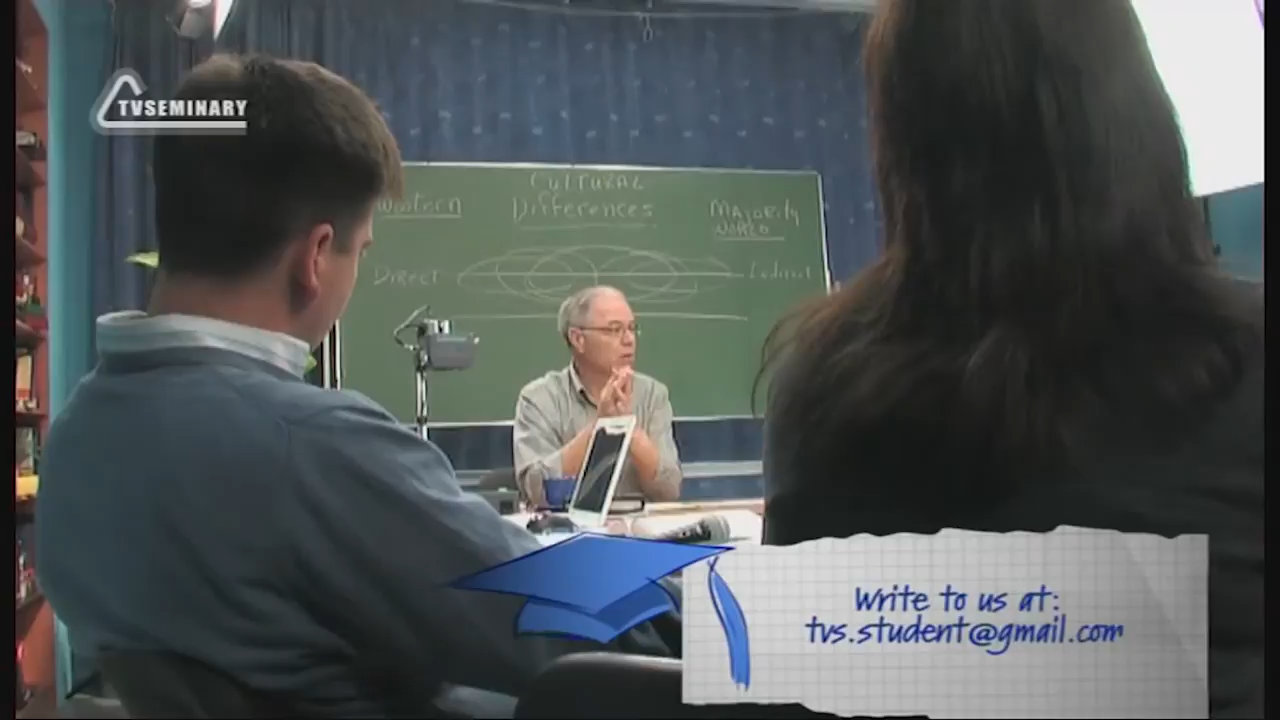 TVSEMINARY
CULTURAL
Western Differences MAJORITY
WORLD
Direct Indirect
Write to us at:
tvs.student@gmail.com